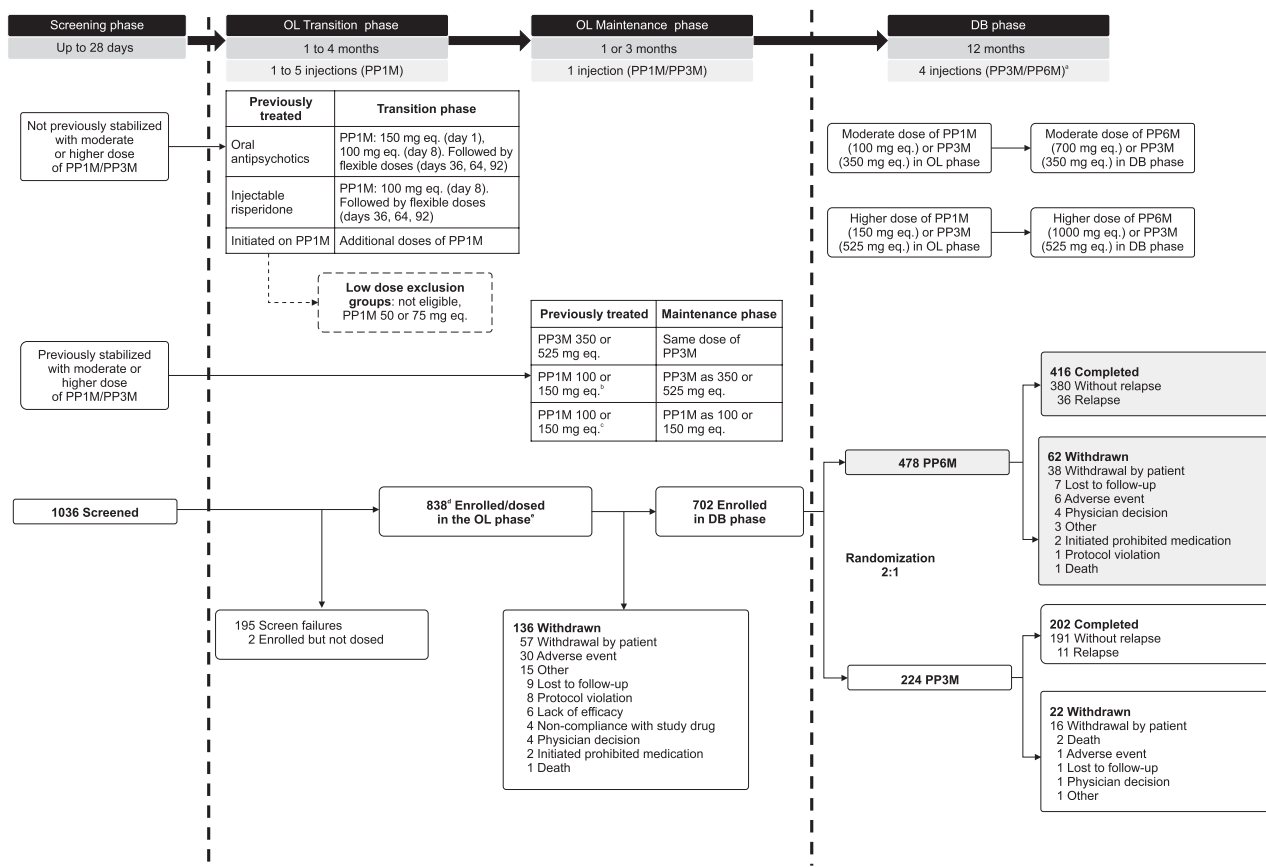 Screening phase
Up to 28 days
OL Transition phase
1 to 4 months
1 to 5 injections (PP1M)
OL Maintenance phase
1 or 3 months
1 injection (PP1M/PP3M)
DB phase
12 months
4 injections (PP3M/PP6M)ᵃ
Not previously stabilized
with moderate
or higher dose
of PP1M/PP3M
Previously
treated
Transition phase
Oral
antipsychotics
PP1M: 150 mg eq. (day 1),
100 mg eq. (day 8). Followed by
flexible doses (days 36, 64, 92)
Injectable
risperidone
PP1M: 100 mg eq. (day 8).
Followed by flexible doses
(days 36, 64, 92)
Initiated on PP1M
Additional doses of PP1M
Low dose exclusion
groups: not eligible,
PP1M 50 or 75 mg eq.
Moderate dose of PP1M
(100 mg eq.) or PP3M
(350 mg eq.) in OL phase
Moderate dose of PP6M
(700 mg eq.) or PP3M
(350 mg eq.) in DB phase
Higher dose of PP1M
(150 mg eq.) or PP3M
(525 mg eq.) in OL phase
Higher dose of PP6M
(1000 mg eq.) or PP3M
(525 mg eq.) in DB phase
Previously stabilized
with moderate or
higher dose
of PP1M/PP3M
Previously treated
Maintenance phase
PP3M 350 or
525 mg eq.
Same dose of
PP3M
PP1M 100 or
150 mg eq.ᵇ
PP3M as 350 or
525 mg eq.
PP1M 100 or
150 mg eq.ᶜ
PP1M as 100 or
150 mg eq.
1036 Screened
195 Screen failures
2 Enrolled but not dosed
838ᵈ Enrolled/dosed
in the OL phaseᵉ
136 Withdrawn
57 Withdrawal by patient
30 Adverse event
15 Other
9 Lost to follow-up
8 Protocol violation
6 Lack of efficacy
4 Non-compliance with study drug
4 Physician decision
2 Initiated prohibited medication
1 Death
702 Enrolled
in DB phase
Randomization
2:1
478 PP6M
416 Completed
380 Without relapse
36 Relapse
62 Withdrawn
38 Withdrawal by patient
7 Lost to follow-up
6 Adverse event
4 Physician decision
3 Other
2 Initiated prohibited medication
1 Protocol violation
1 Death
224 PP3M
202 Completed
191 Without relapse
11 Relapse
22 Withdrawn
16 Withdrawal by patient
2 Death
1 Adverse event
1 Lost to follow-up
1 Physician decision
1 Other